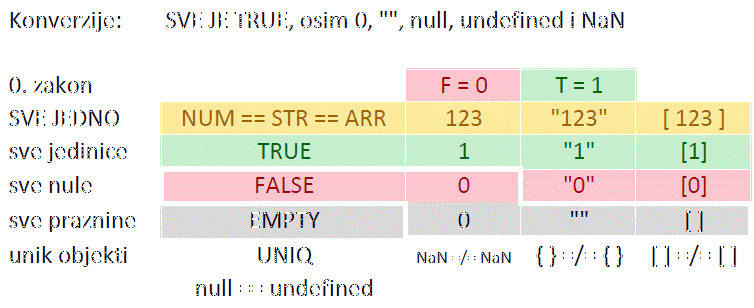 Konverzije: SVE JE TRUE, osim 0, "", null, undefined i NaN
0. zakon F = 0 T = 1
SVE JEDNO NUM == STR == ARR 123 "123" [ 123 ]
sve jedinice TRUE 1 "1" [1]
sve nule FALSE 0 "0" [0]
sve praznine EMPTY 0 "" [ ]
unik objekti UNIQ NaN =/= NaN { } =/= { } [ ] =/= [ ]
null == undefined